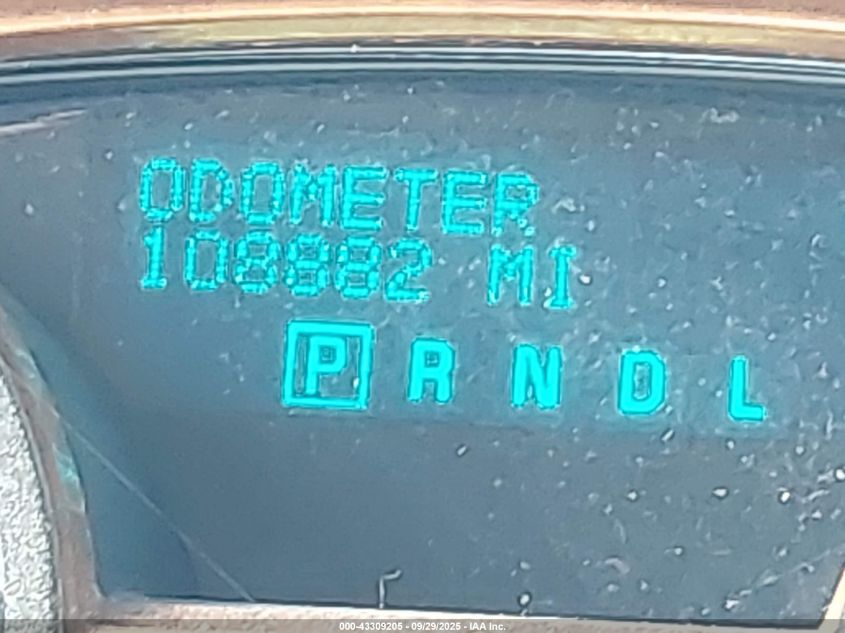 ODOMETER
108882 MI
P R N D L
000-43309205 - 09/29/2025 - IAA Inc.